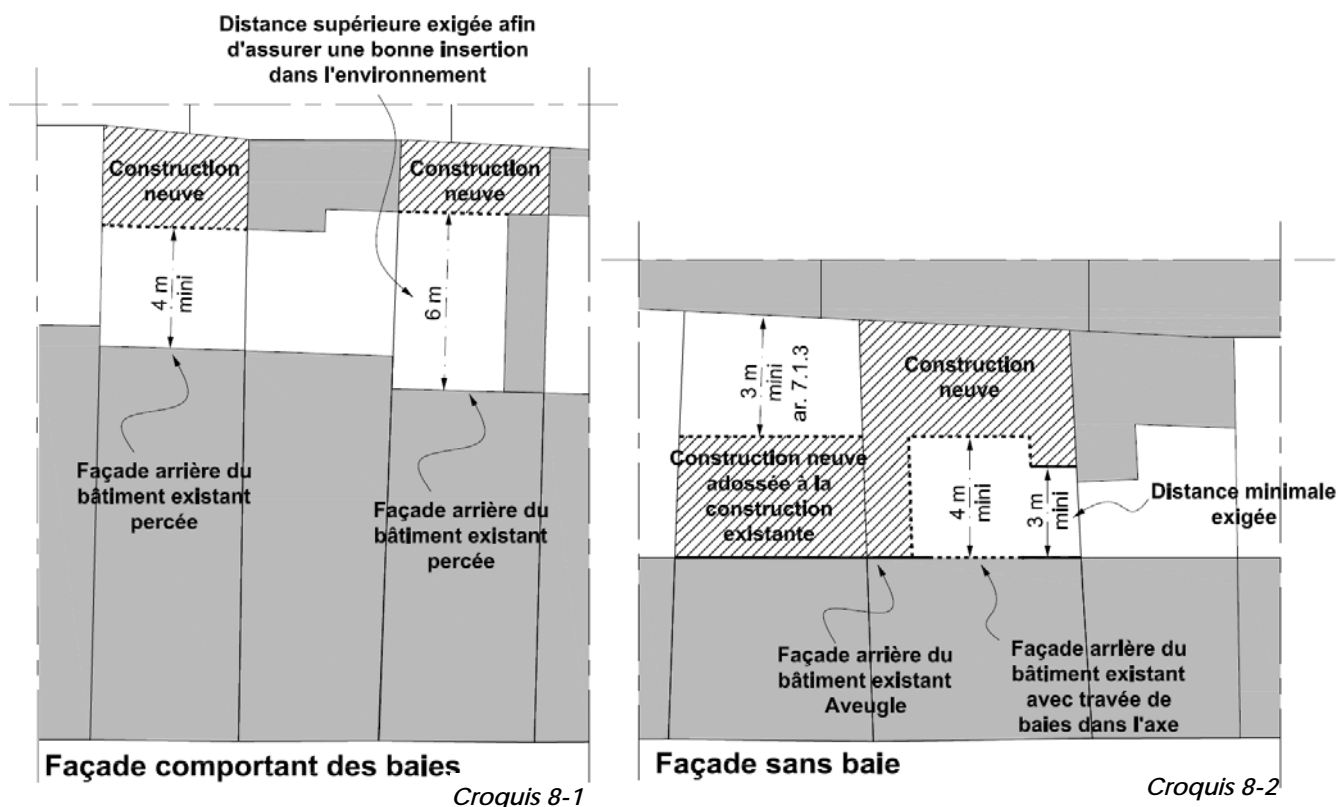 Distance supérieure exigée afin
d'assurer une bonne insertion
dans l'environnement
Construction
neuve
Construction
neuve
4 m
mini
6 m
Façade arrière du
bâtiment existant
percée
Façade arrière du
bâtiment existant
percée
Façade comportant des baies
Croquis 8-1
3 m
mini
ar. 7.1.3
Construction
neuve
Construction neuve
adossée à la
construction
existante
4 m
mini
3 m
mini
Distance minimale
exigée
Façade arrière du
bâtiment existant
Aveugle
Façade arrière du
bâtiment existant
avec travée de
baies dans l'axe
Façade sans baie
Croquis 8-2